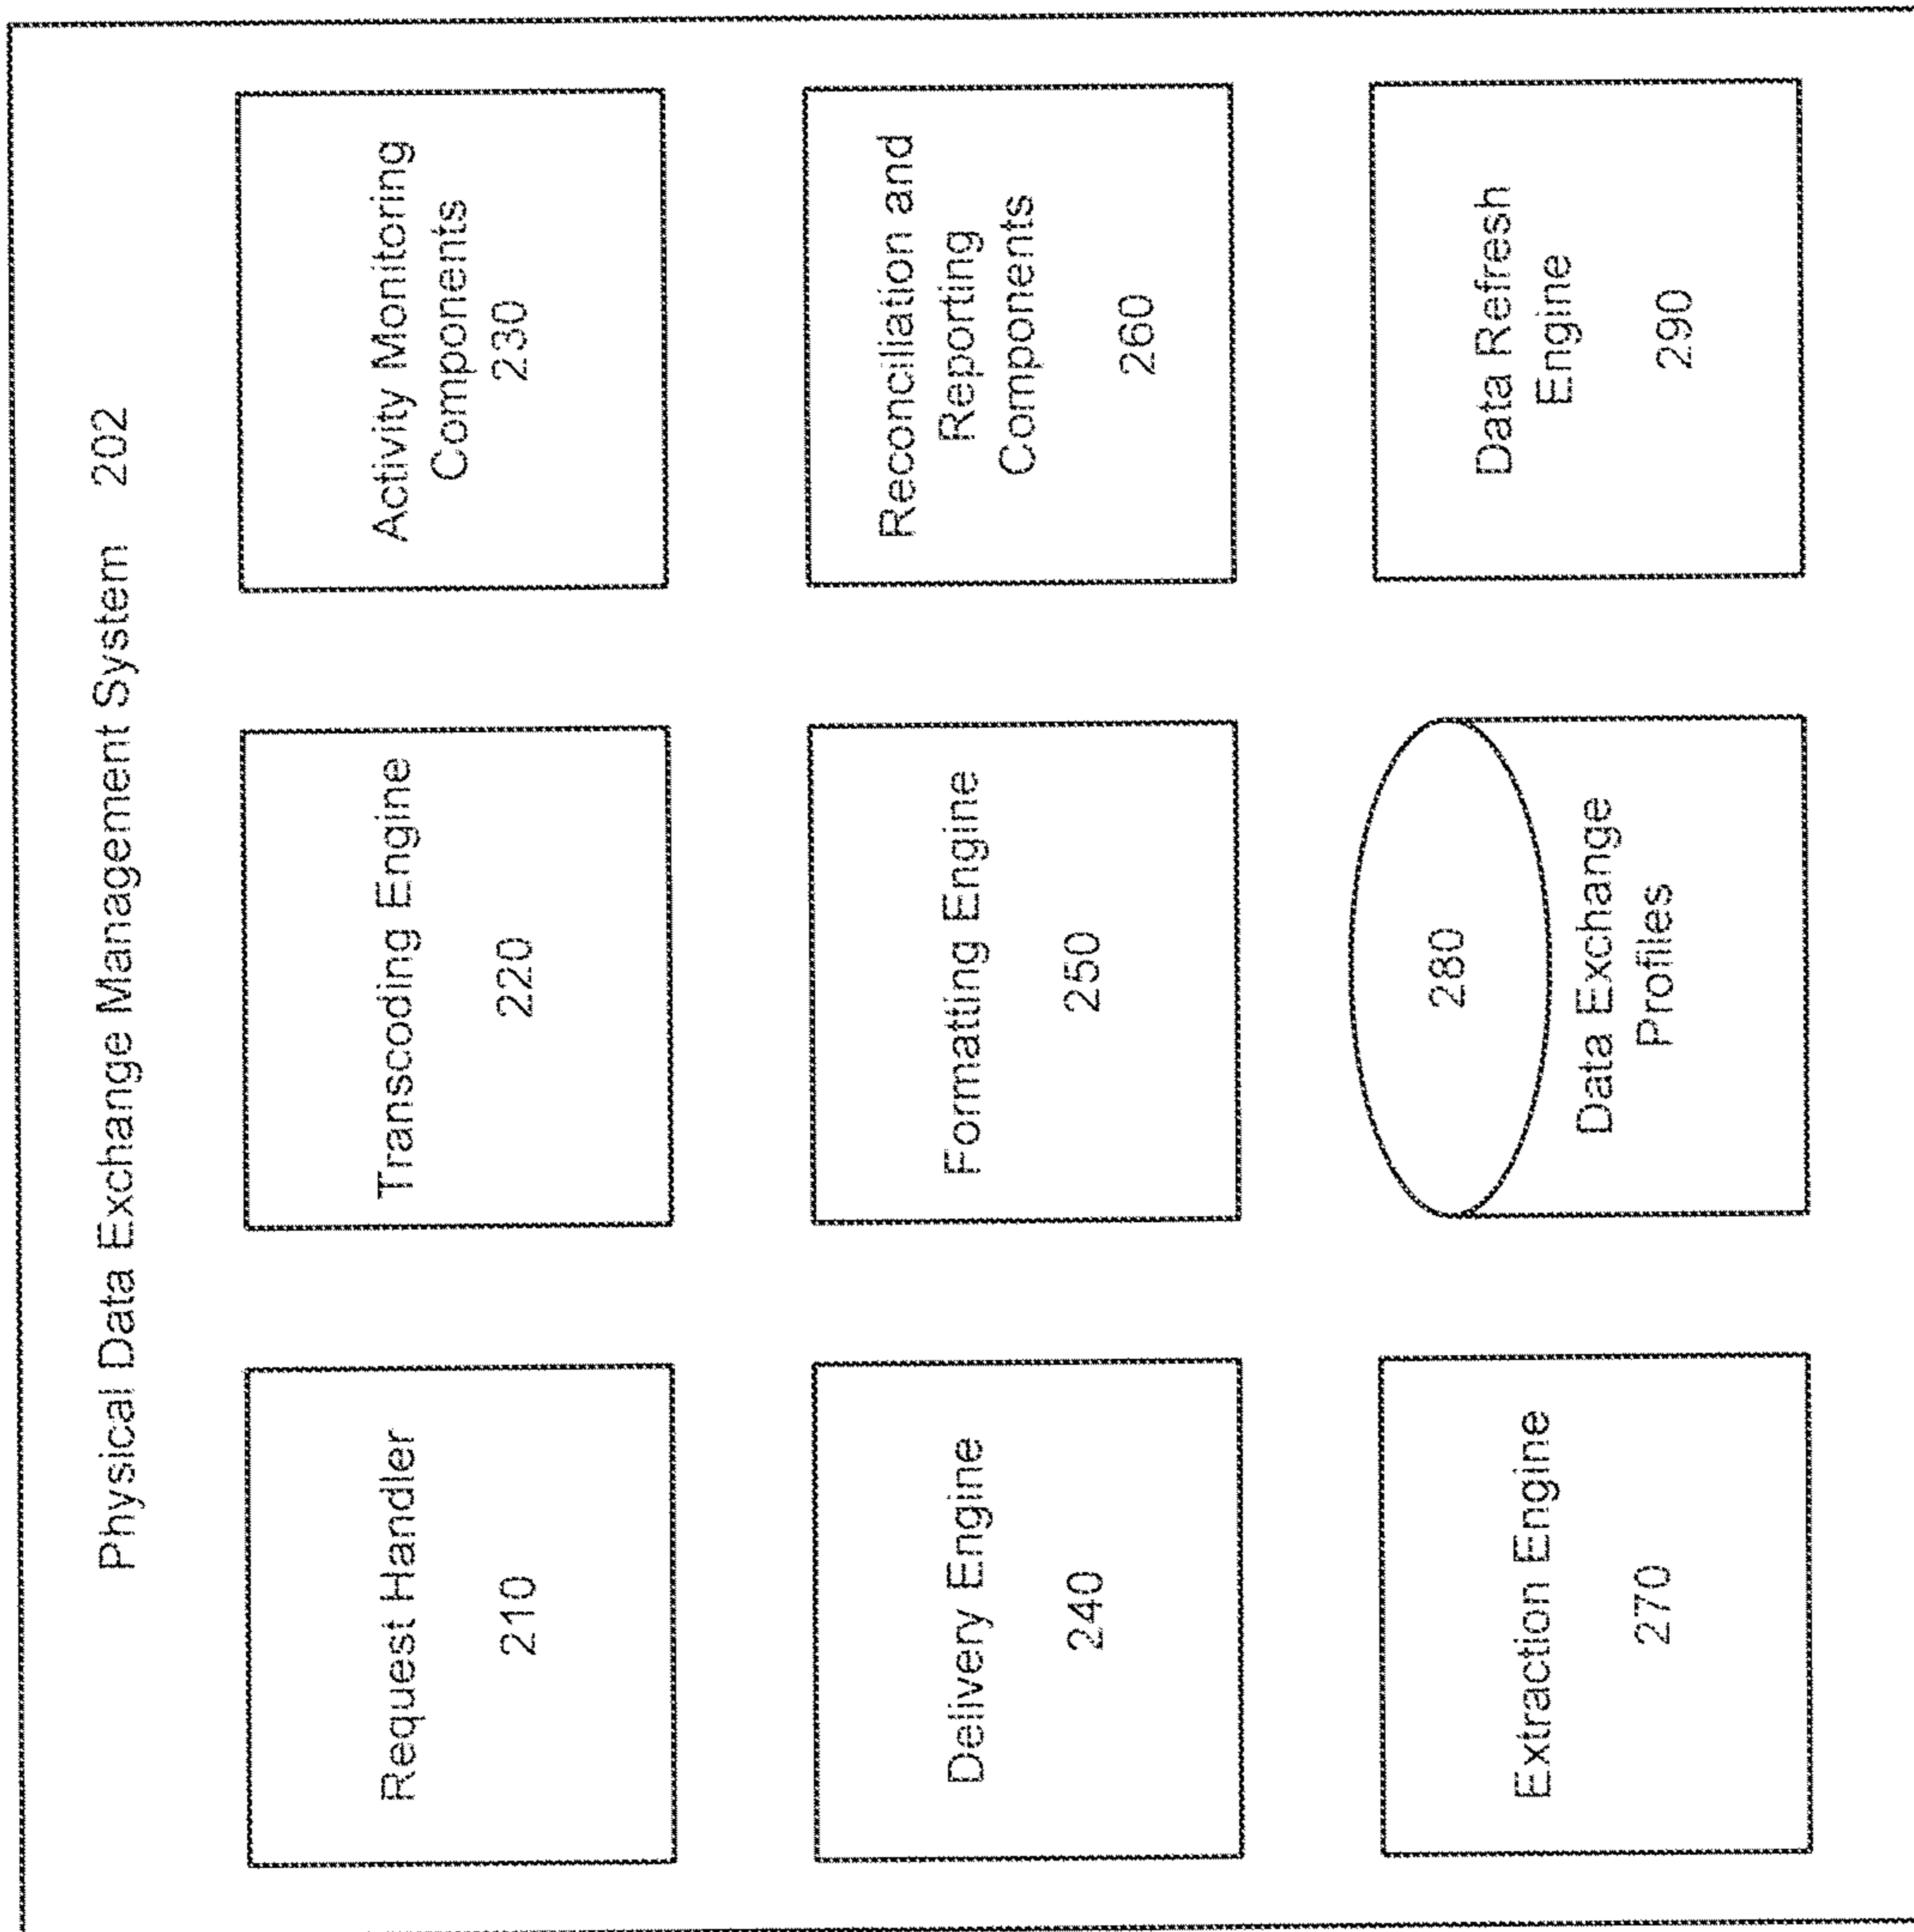 Physical Data Exchange Management System 202
Request Handler
210
Transcoding Engine
220
Activity Monitoring
Components
230
Delivery Engine
240
Formatting Engine
250
Reconciliation and
Reporting
Components
260
Extraction Engine
270
280
Data Exchange
Profiles
Data Refresh
Engine
290